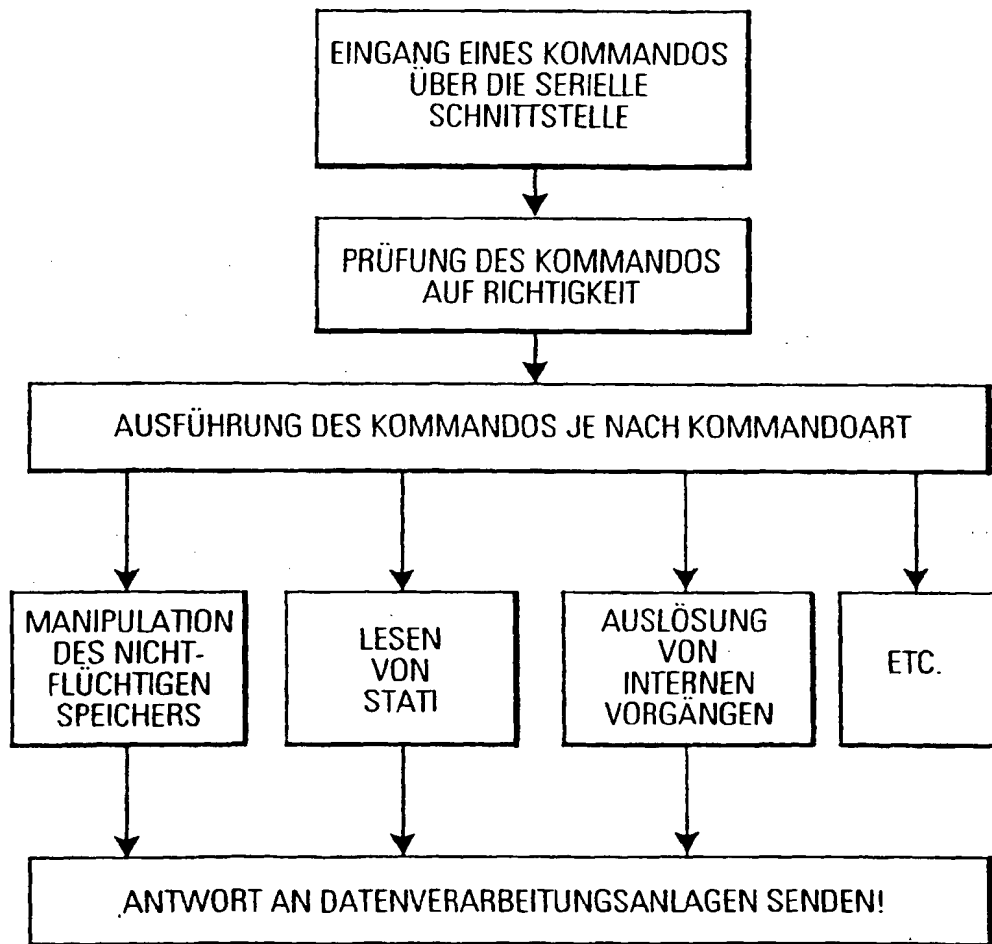 EINGANG EINES KOMMANDOS
ÜBER DIE SERIELLE
SCHNITTSTELLE
PRÜFUNG DES KOMMANDOS
AUF RICHTIGKEIT
AUSFÜHRUNG DES KOMMANDOS JE NACH KOMMANDOART
MANIPULATION
DES NICHT-
FLÜCHTIGEN
SPEICHERS
LESEN
VON
STATI
AUSLÖSUNG
VON
INTERNEN
VORGÄNGEN
ETC.
ANTWORT AN DATENVERARBEITUNGSANLAGEN SENDEN!